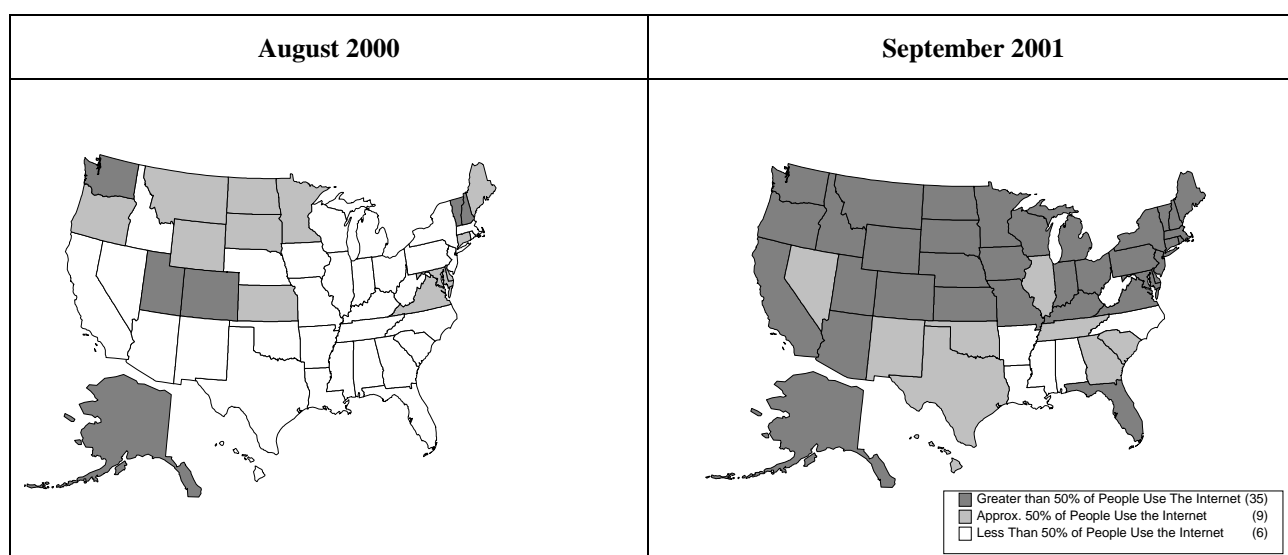 August 2000
September 2001
Greater than 50% of People Use The Internet (35)
Approx. 50% of People Use the Internet (9)
Less Than 50% of People Use the Internet (6)